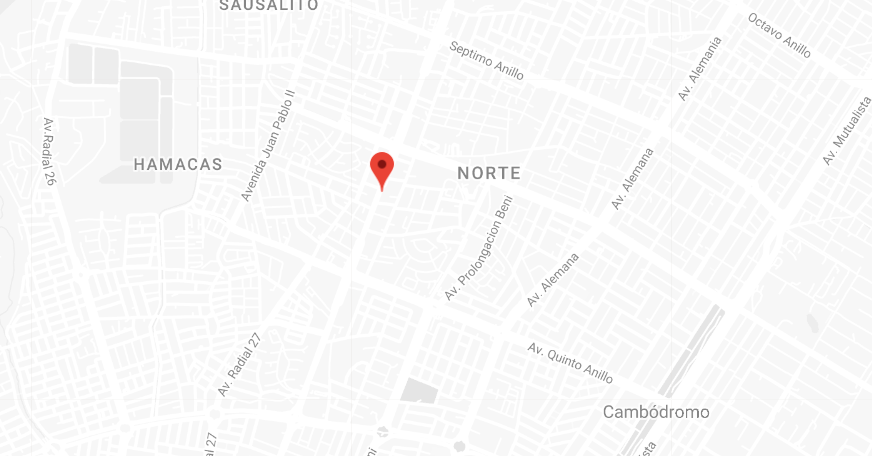 SAUSALITO
Octavo Anillo
Septimo Anillo
Av. Alemania
Avenida Juan Pablo II
Av. Mutualista
Av.Radial 26
HAMACAS
NORTE
Av. Alemana
Av. Prolongacion Beni
Av. Alemana
Av. Radial 27
Av. Quinto Anillo
Cambódromo